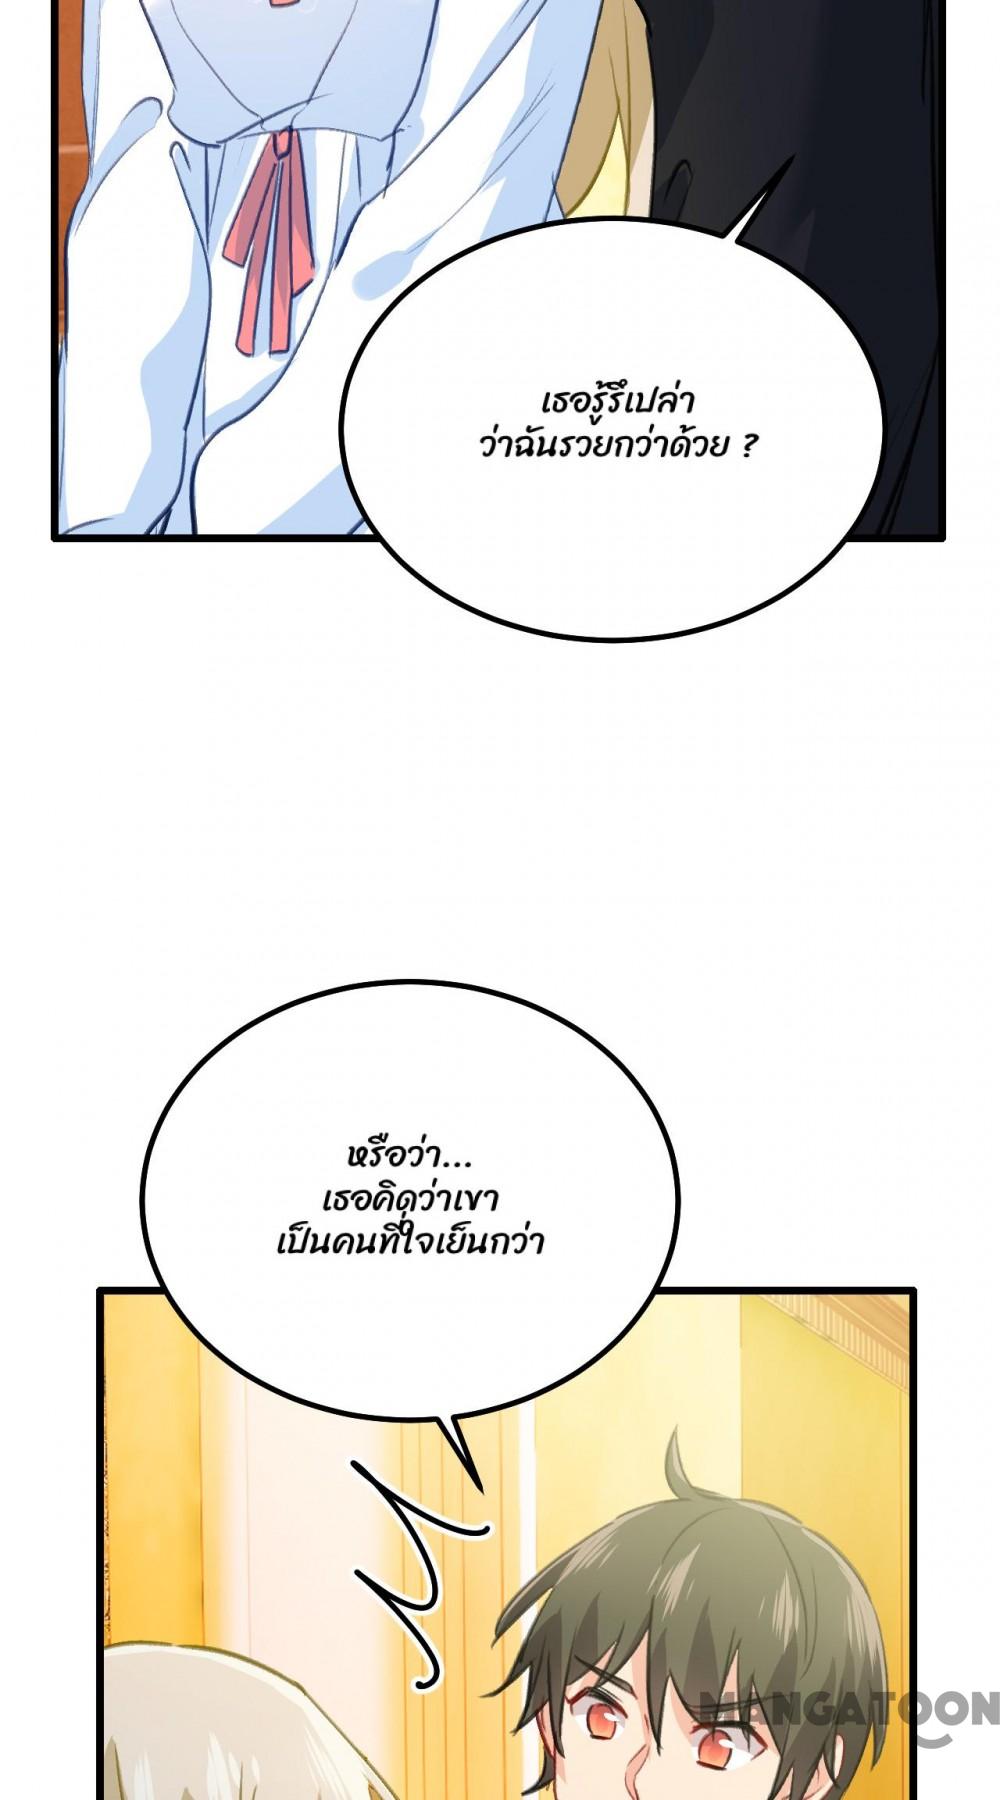 เธอรู้รึเปล่า
ว่าฉันรวยกว่าด้วย ?
หรือว่า...
เธอคิดว่าเขา
เป็นคนที่ใจเย็นกว่า
MANGATOON